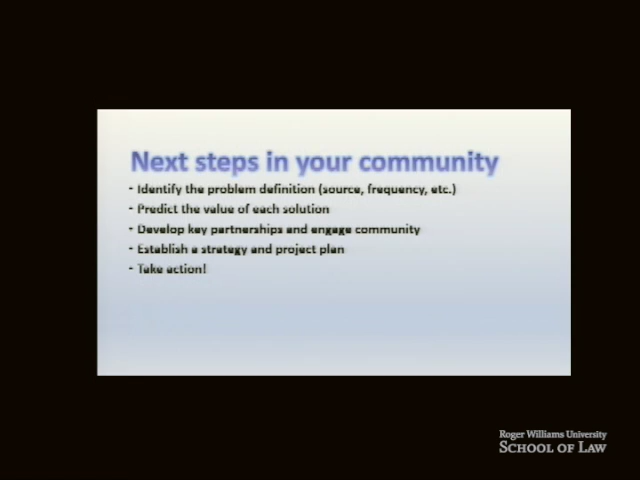 Next steps in your community
- Identify the problem definition (source, frequency, etc.)
- Predict the value of each solution
- Develop key partnerships and engage community
- Establish a strategy and project plan
- Take action!
Roger Williams University
SCHOOL OF LAW